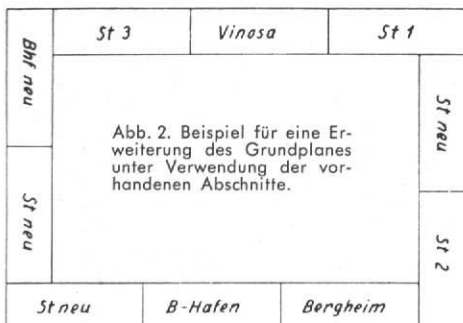 St 3
Vinosa
St 1
Bhf neu
St neu
Abb. 2. Beispiel für eine Er-
weiterung des Grundplanes
unter Verwendung der vor-
handenen Abschnitte.
St neu
St 2
St neu
B-Hafen
Bergheim